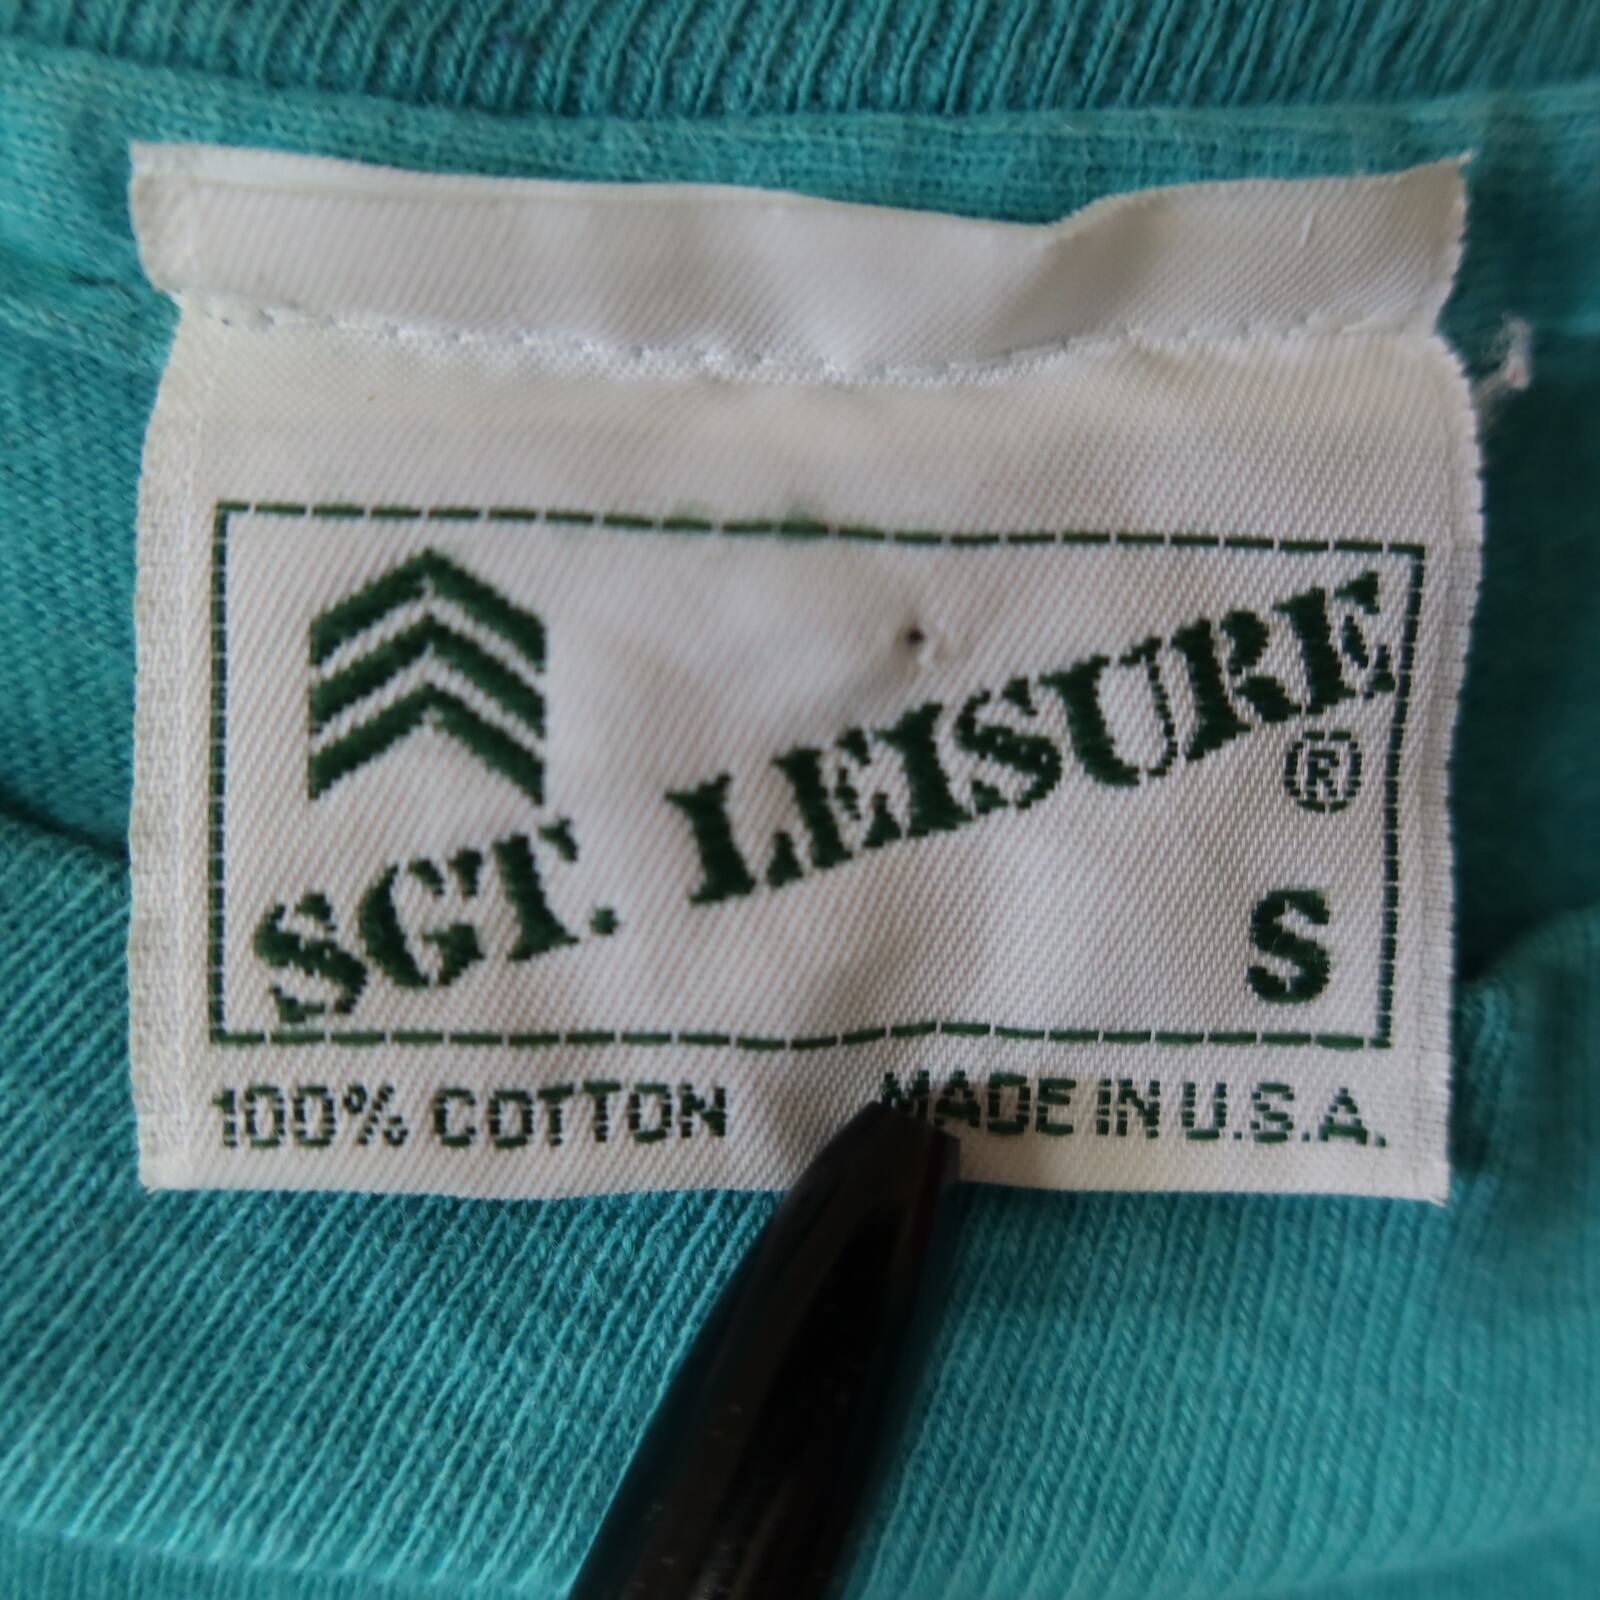 SGT. LEISURE®
S
100% COTTON MADE IN U.S.A.